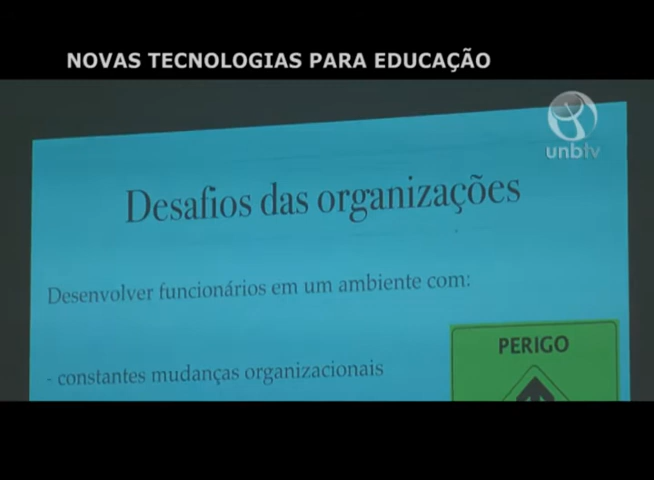 NOVAS TECNOLOGIAS PARA EDUCAÇÃO
unbtv
Desafios das organizações
Desenvolver funcionários em um ambiente com:
PERIGO
- constantes mudanças organizacionais